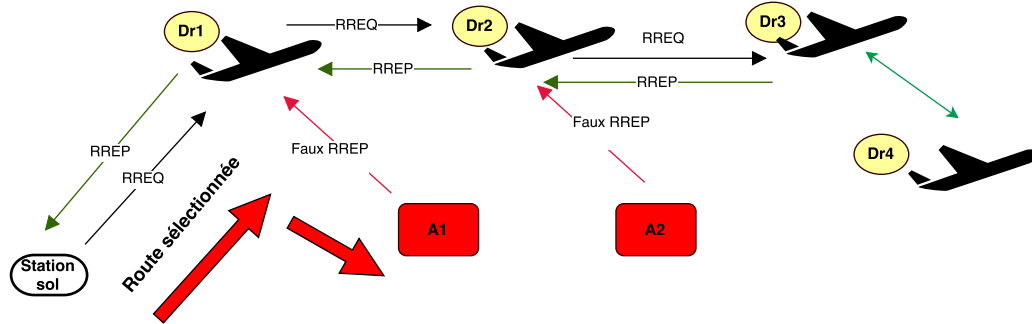 Dr1
RREQ
Dr2
RREQ
Dr3
RREP
RREP
Faux RREP
Faux RREP
Dr4
RREP
RREQ
Route sélectionnée
A1
A2
Station
sol